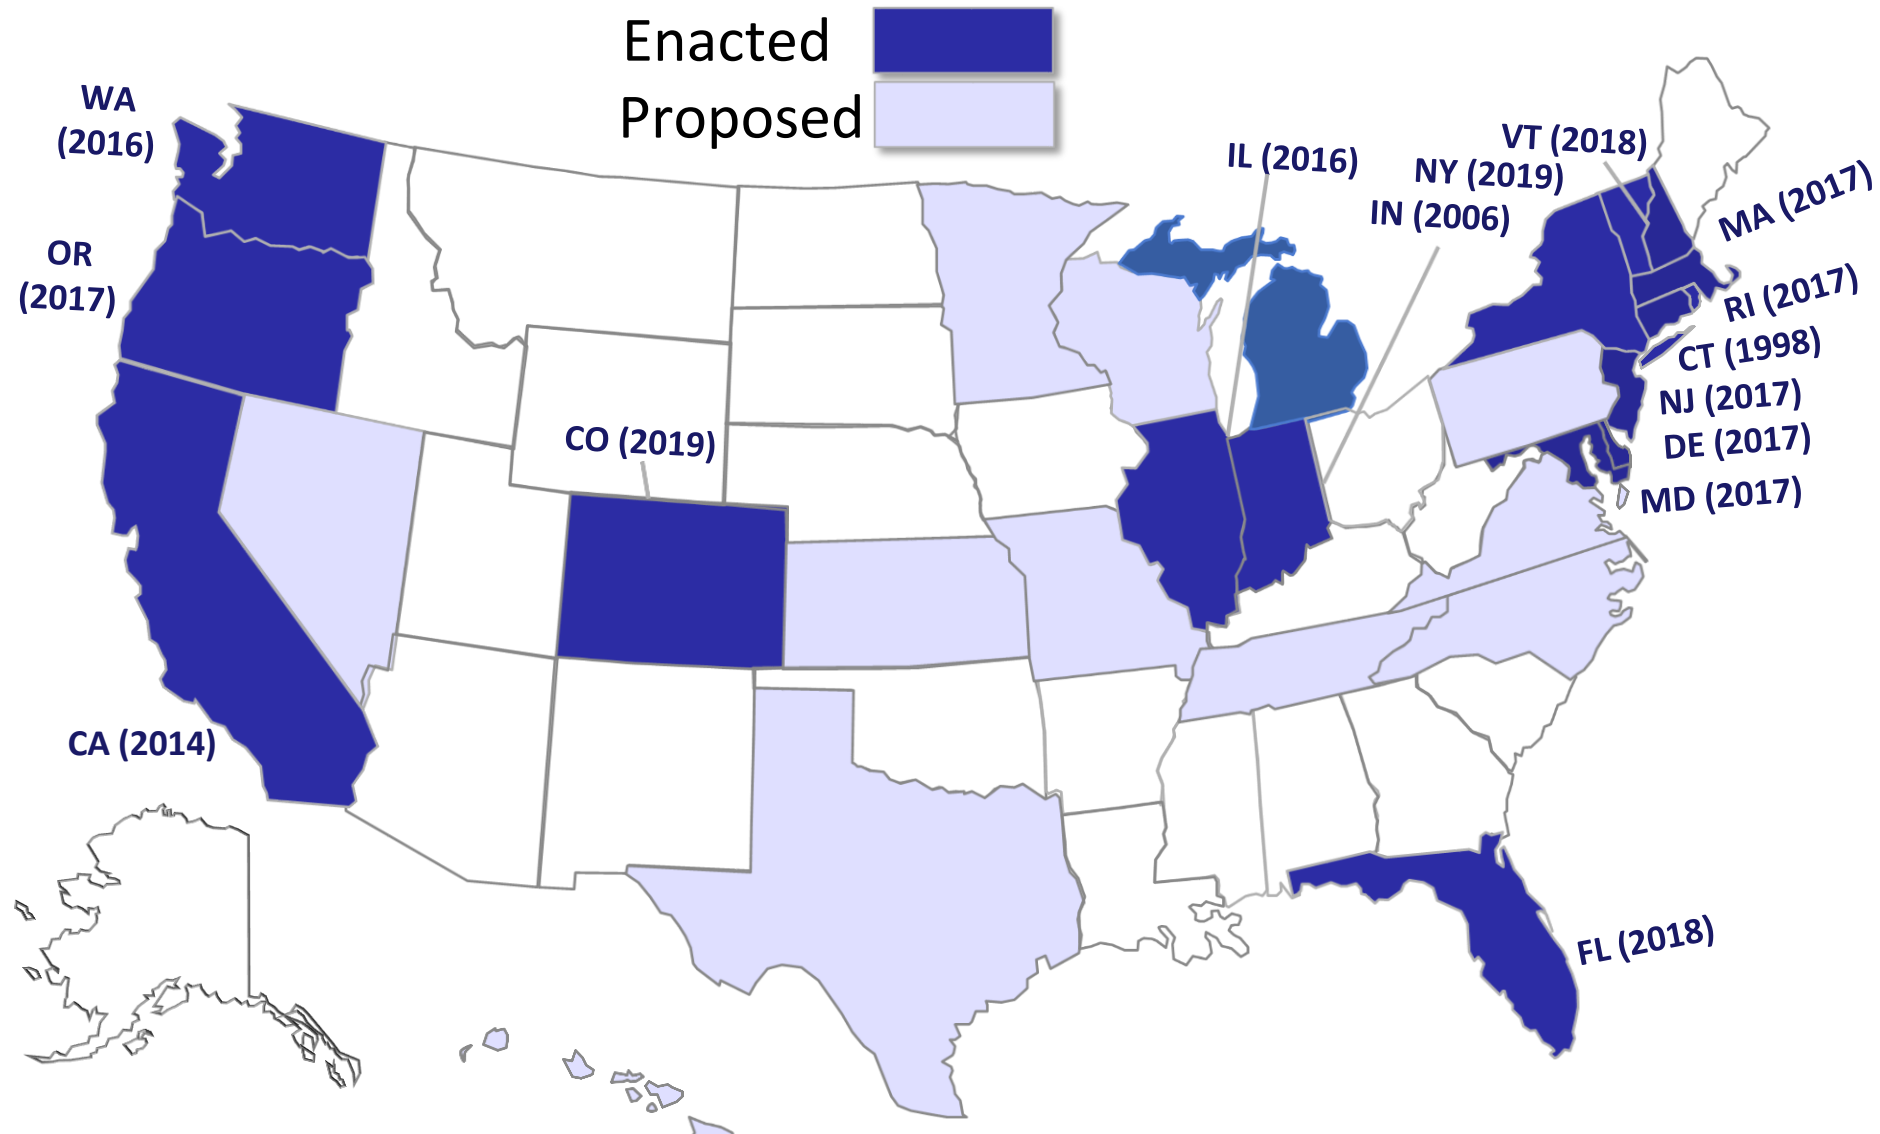 Enacted
Proposed
WA
(2016)
OR
(2017)
CA (2014)
CO (2019)
IL (2016)
IN (2006)
NY (2019)
VT (2018)
MA (2017)
RI (2017)
CT (1998)
NJ (2017)
DE (2017)
MD (2017)
FL (2018)